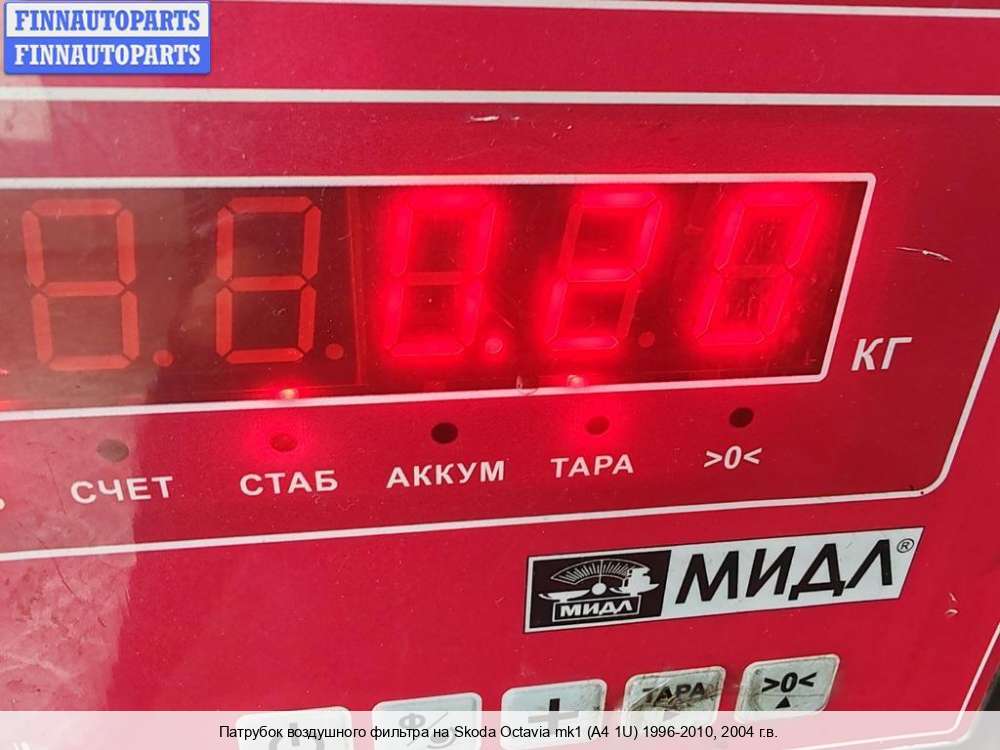 FINNAUTOPARTS
FINNAUTOPARTS
0.20
КГ
СЧЕТ СТАБ АККУМ ТАРА >0<
МИДЛ МИДЛ®
+ ТАРА >0<
Патрубок воздушного фильтра на Skoda Octavia mk1 (A4 1U) 1996-2010, 2004 г.в.